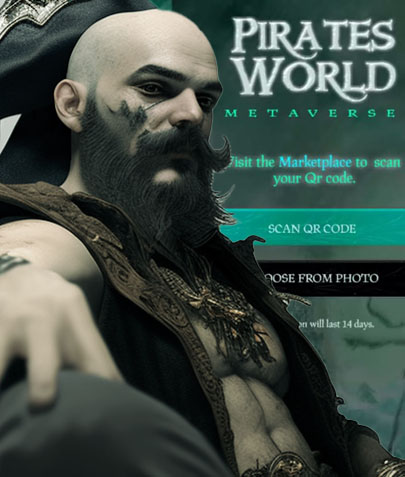 PIRATES
WORLD
METAVERSE
Visit the Marketplace to scan
your Qr code.
SCAN QR CODE
OOSE FROM PHOTO
on will last 14 days.